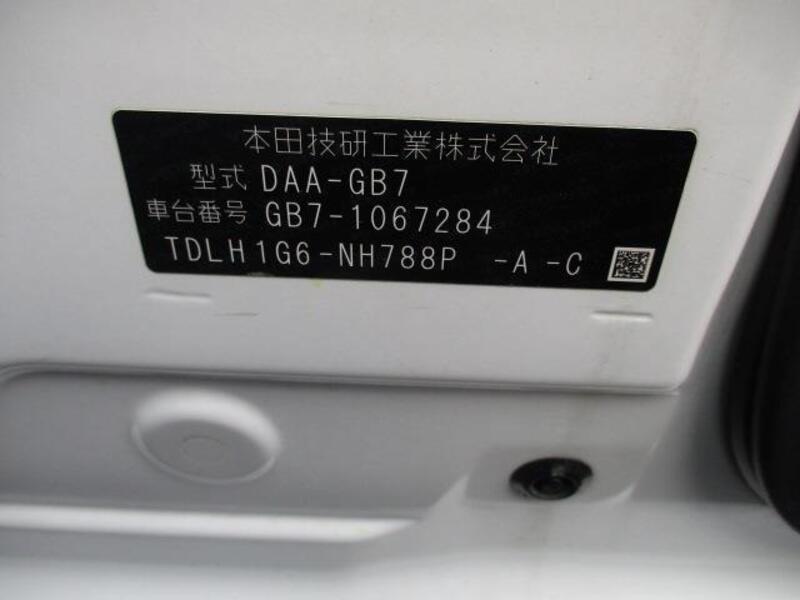 本田技研工業株式会社
型式 DAA-GB7
車台番号 GB7-1067284
TDLH1G6-NH788P -A-C